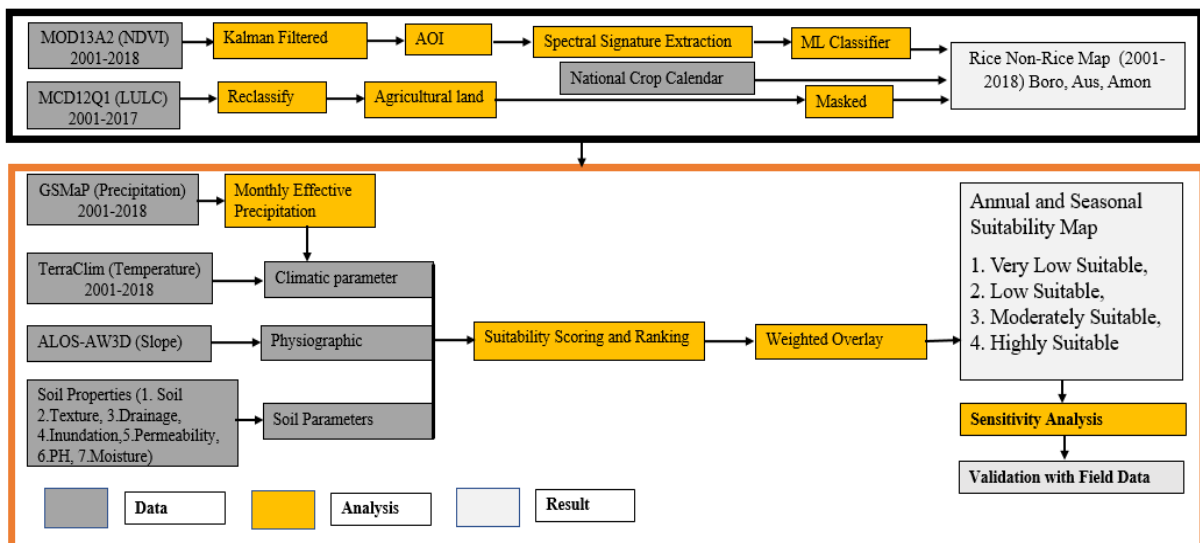 MOD13A2 (NDVI)
2001-2018
Kalman Filtered
AOI
Spectral Signature Extraction
ML Classifier
National Crop Calendar
Rice Non-Rice Map (2001-
2018) Boro, Aus, Amon
MCD12Q1 (LULC)
2001-2017
Reclassify
Agricultural land
Masked
GSMaP (Precipitation)
2001-2018
Monthly Effective
Precipitation
TerraClim (Temperature)
2001-2018
Climatic parameter
ALOS-AW3D (Slope)
Physiographic
Soil Properties (1. Soil
2.Texture, 3.Drainage,
4.Inundation,5.Permeability,
6.PH, 7.Moisture)
Soil Parameters
Suitability Scoring and Ranking
Weighted Overlay
Annual and Seasonal
Suitability Map
1. Very Low Suitable,
2. Low Suitable,
3. Moderately Suitable,
4. Highly Suitable
Sensitivity Analysis
Validation with Field Data
Data
Analysis
Result